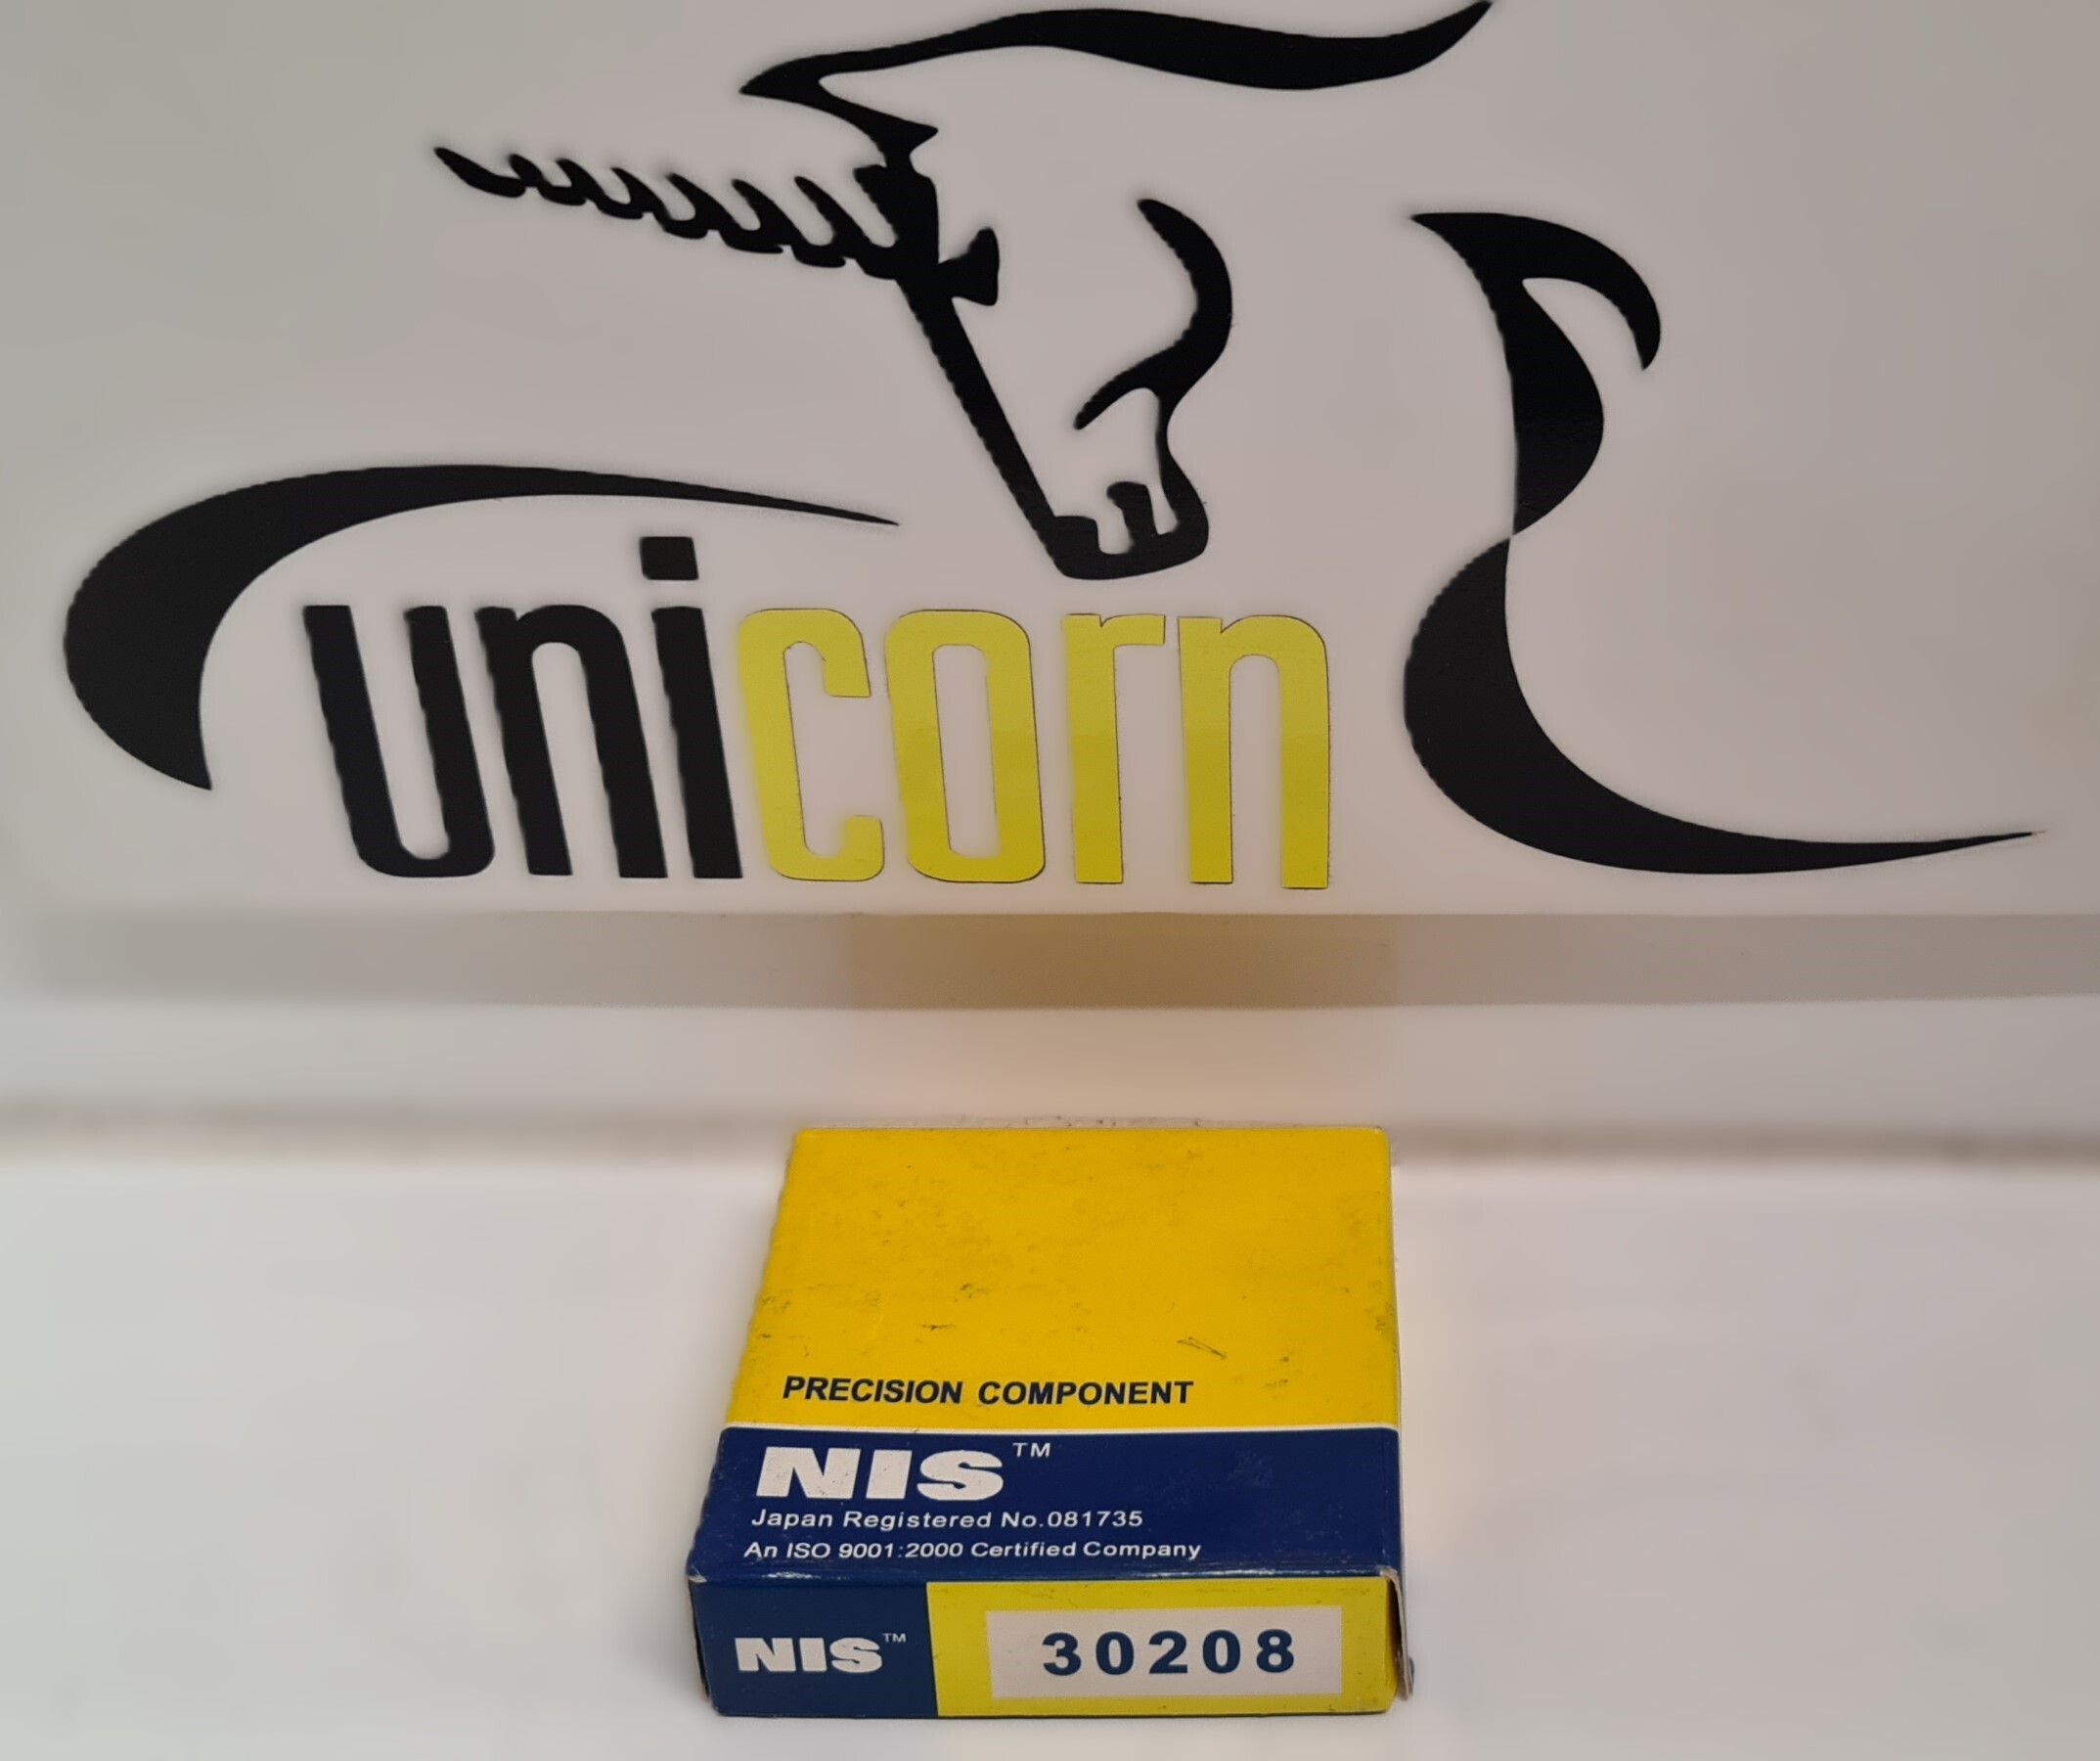 unicorn
PRECISION COMPONENT
NIS™
Japan Registered No.081735
An ISO 9001:2000 Certified Company
NIS™
30208